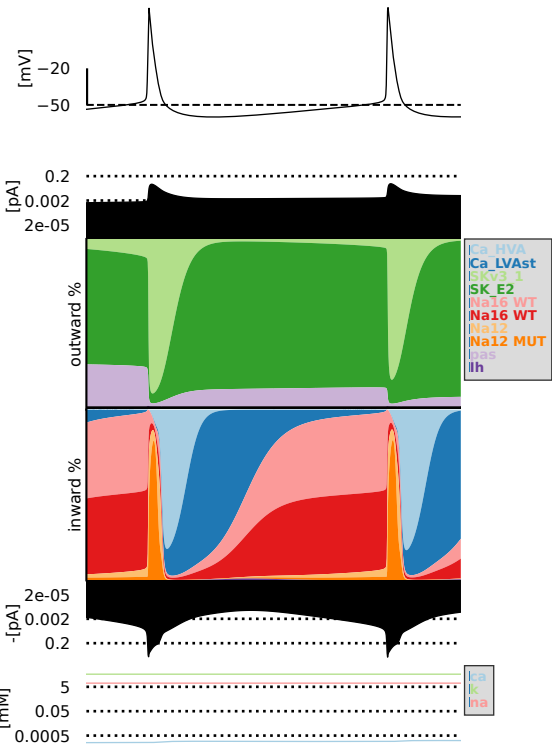 [mV]
−20
−50
[pA]
0.2
0.002
2e-05
outward %
Ca_HVA
Ca_LVAst
SKv3_1
SK_E2
Na16 WT
Na16 WT
Na12
Na12 MUT
pas
Ih
inward %
-[pA]
2e-05
0.002
0.2
[mM]
5
0.05
0.0005
ca
k
na